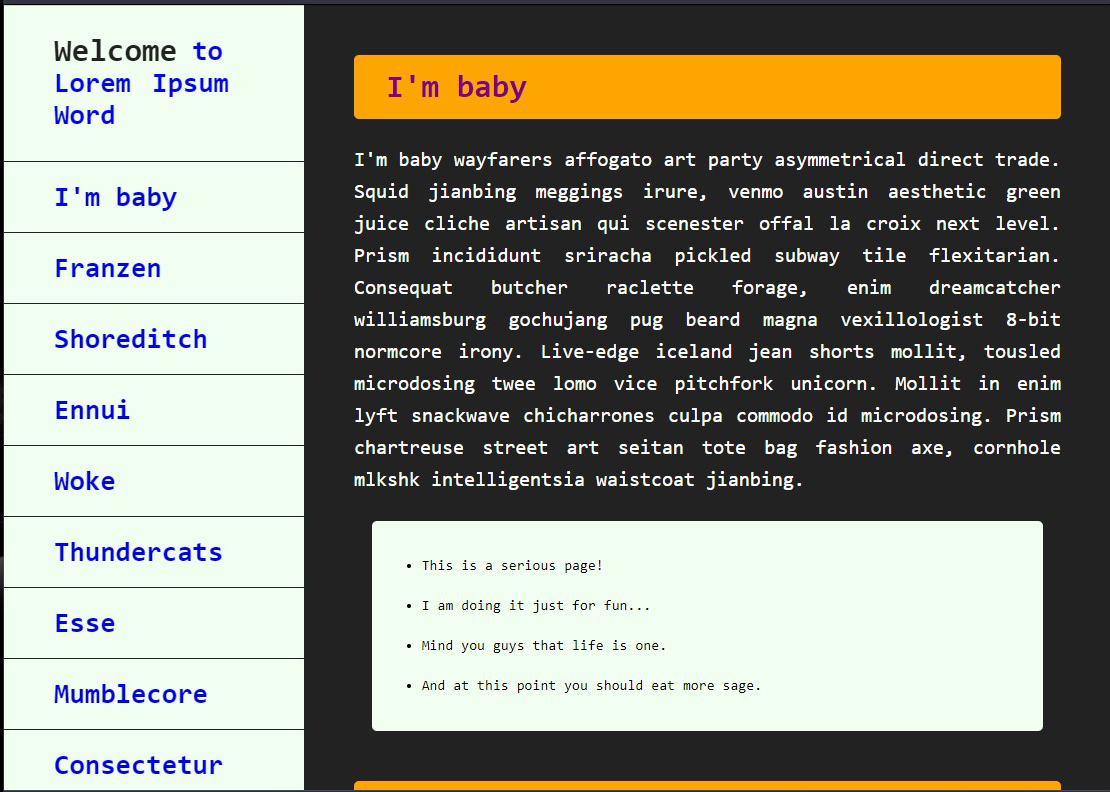 Welcome to
Lorem Ipsum
Word
I'm baby
Franzen
Shoreditch
Ennui
Woke
Thundercats
Esse
Mumblecore
Consectetur
I'm baby
I'm baby wayfarers affogato art party asymmetrical direct trade.
Squid jianbing meggings irure, venmo austin aesthetic green
juice cliche artisan qui scenester offal la croix next level.
Prism incididunt sriracha pickled subway tile flexitarian.
Consequat butcher raclette forage, enim dreamcatcher
williamsburg gochujang pug beard magna vexillologist 8-bit
normcore irony. Live-edge iceland jean shorts mollit, tousled
microdosing twee lomo vice pitchfork unicorn. Mollit in enim
lyft snackwave chicharrones culpa commodo id microdosing. Prism
chartreuse street art seitan tote bag fashion axe, cornhole
mlkshk intelligentsia waistcoat jianbing.
• This is a serious page!
• I am doing it just for fun...
• Mind you guys that life is one.
• And at this point you should eat more sage.